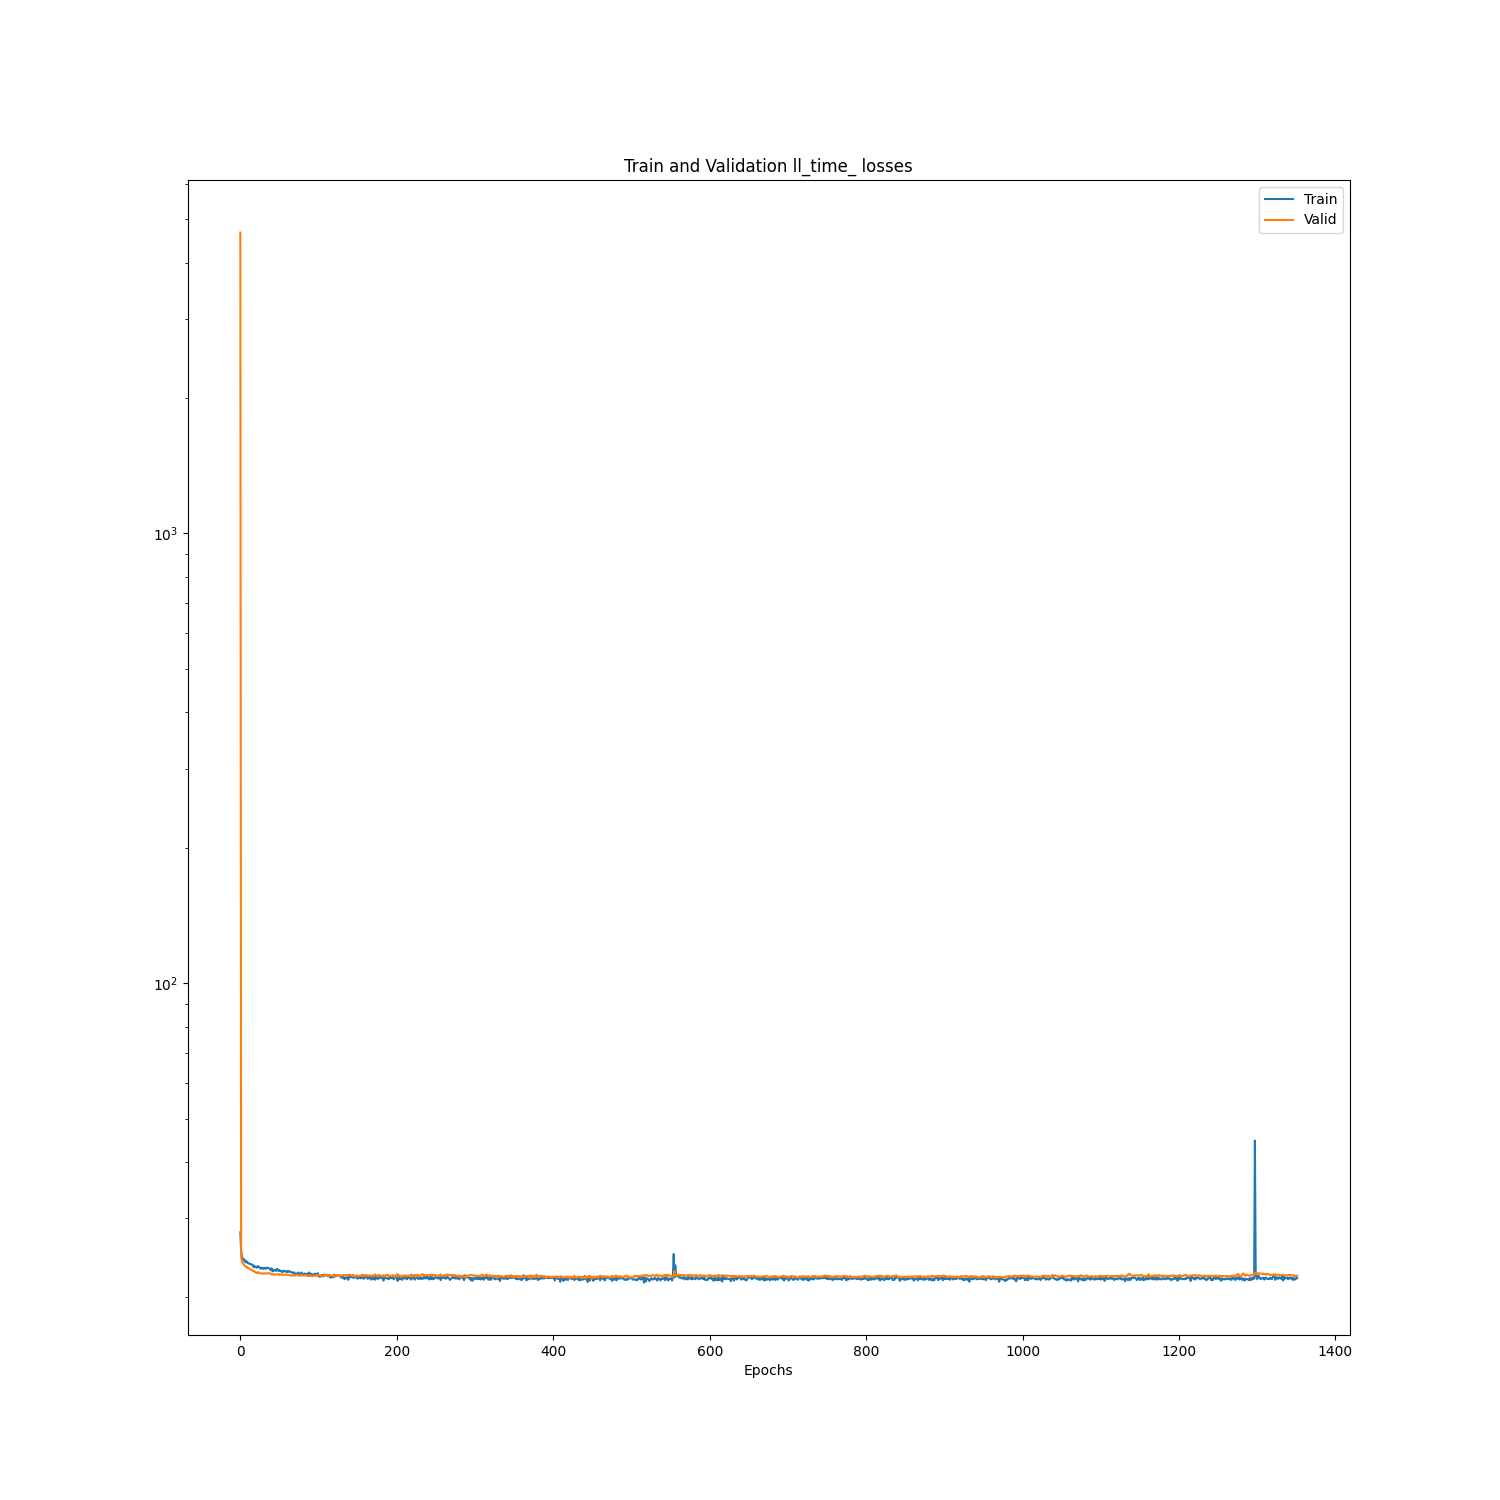 Train and Validation ll_time_ losses
Train
Valid
10³
10²
0 200 400 600 800 1000 1200 1400
Epochs